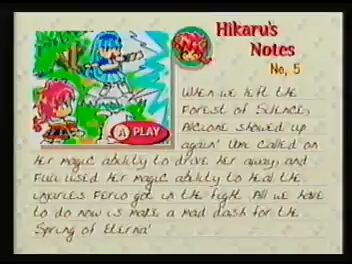 Hikaru's
Notes
No. 5
When we left the
Forest of Silence,
Alcione showed up
again! Umi called on
her magic ability to drive her away, and
Fuu used her magic ability to heal the
injuries Ferio got in the fight. All we have
to do now is make a mad dash for the
Spring of Eterna!
A PLAY